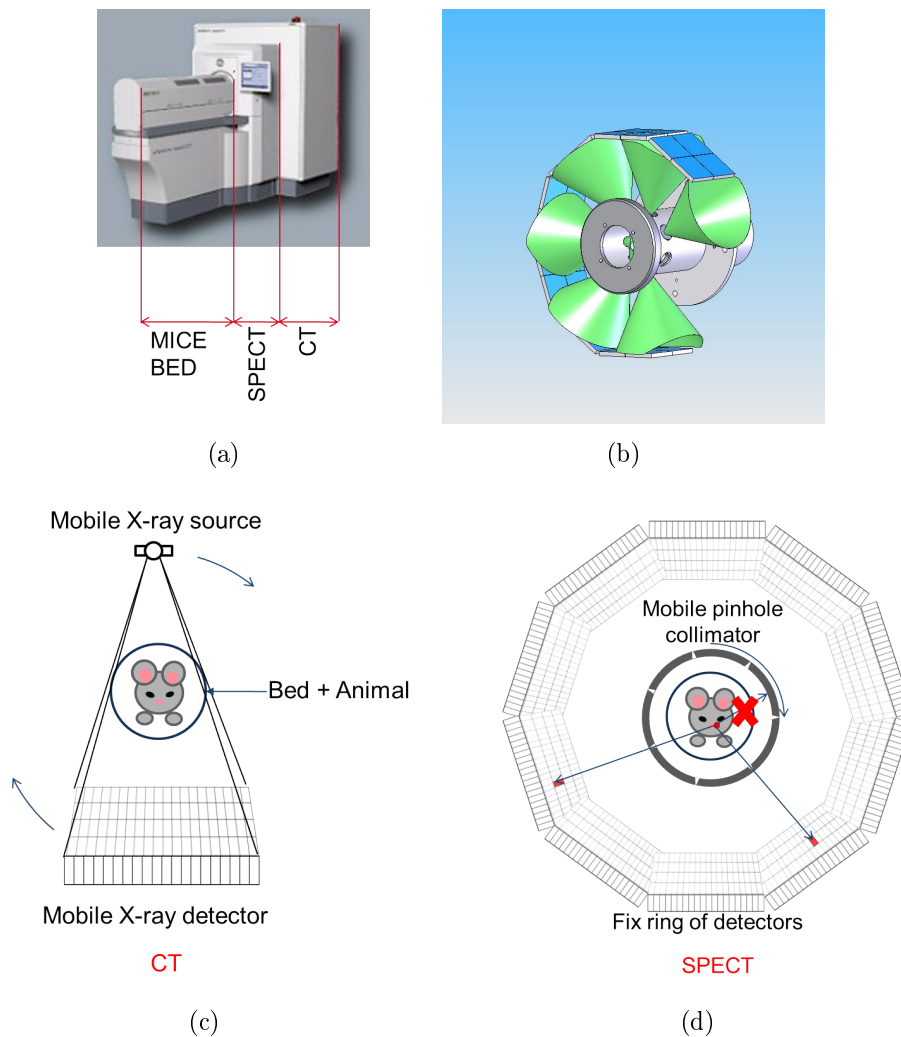 MICE
BED
SPECT
CT
(a)
(b)
Mobile X-ray source
Bed + Animal
Mobile X-ray detector
CT
(c)
Mobile pinhole
collimator
Fix ring of detectors
SPECT
(d)